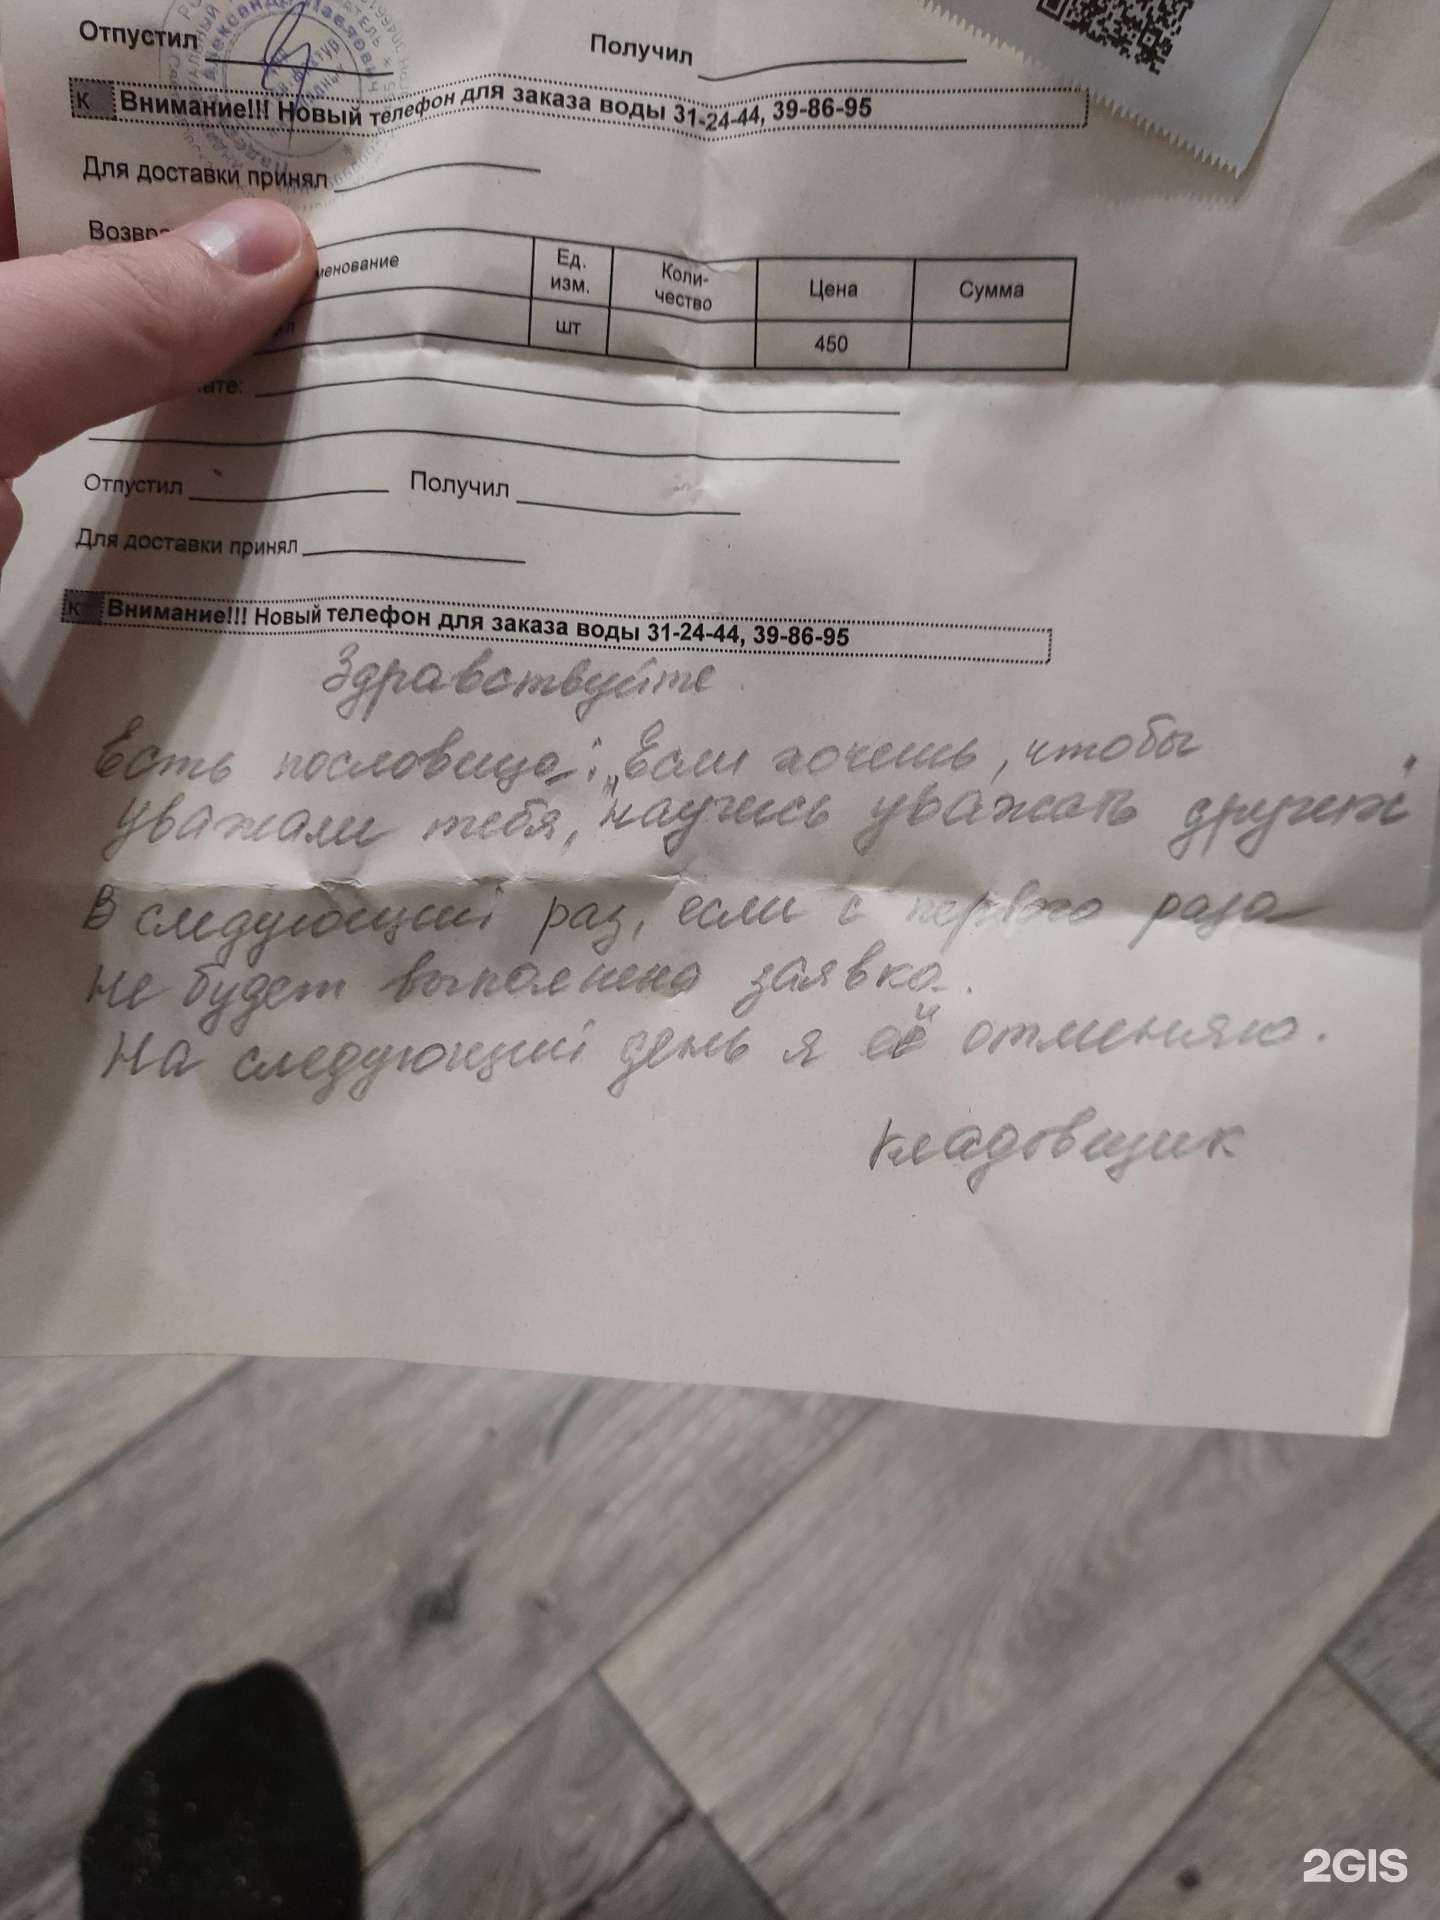 Отпустил Получил
К Внимание!!! Новый телефон для заказа воды 31-24-44, 39-86-95
Для доставки принял
Ед. изм. Коли-чество Цена Сумма
шт 450
Отпустил Получил
Для доставки принял
К Внимание!!! Новый телефон для заказа воды 31-24-44, 39-86-95
Здравствуйте
Есть пословица: „Если хочешь, чтобы
уважали тебя, научись уважать других"
В следующий раз, если с первого раза
не будет выполнена заявка.
На следующий день я её отменяю.
Кладовщик
2GIS